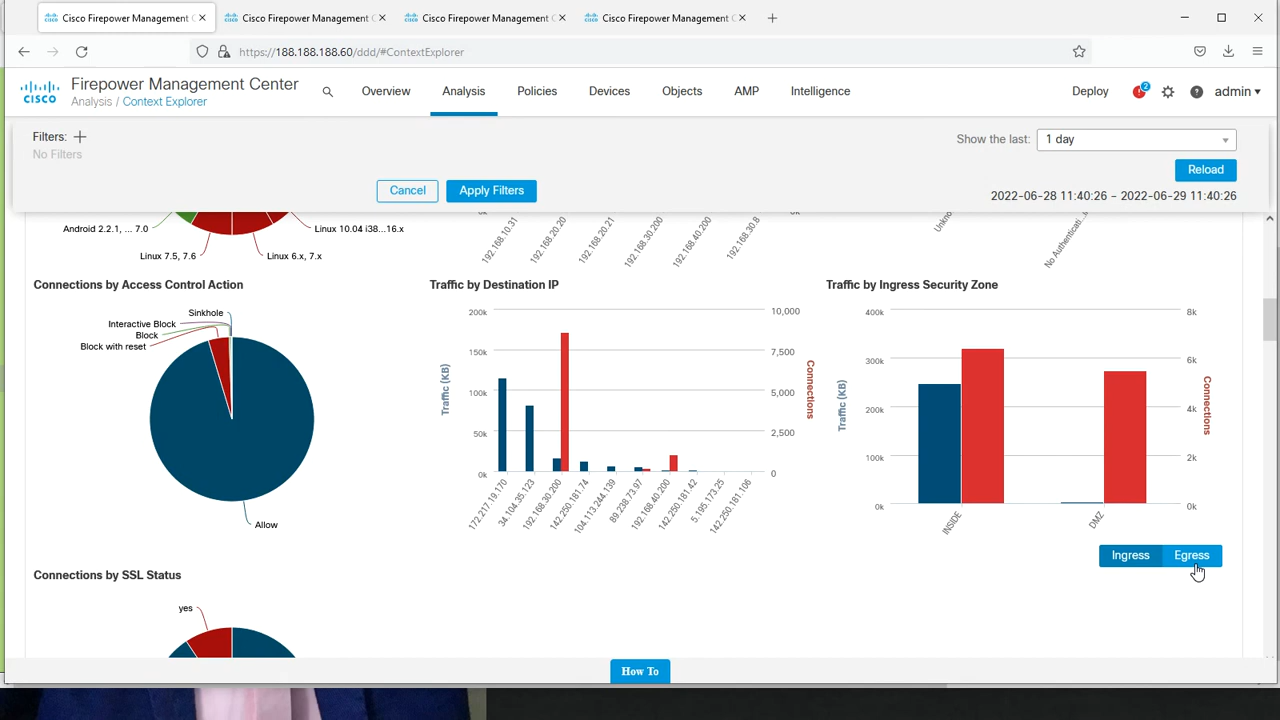 Cisco Firepower Management C
Cisco Firepower Management C
Cisco Firepower Management C
Cisco Firepower Management C
https://188.188.188.60/ddd/#ContextExplorer
CISCO
Firepower Management Center
Analysis / Context Explorer
Overview
Analysis
Policies
Devices
Objects
AMP
Intelligence
Deploy
2
admin
Filters:
No Filters
Cancel
Apply Filters
Show the last:
1 day
Reload
2022-06-28 11:40:26 - 2022-06-29 11:40:26
Android 2.2.1, ... 7.0
Linux 10.04 i38...16.x
Linux 7.5, 7.6
Linux 6.x, 7.x
192.168.10.31
192.168.20.20
192.168.20.21
192.168.30.200
192.168.40.200
192.168.30.8
No Authenticati...
Connections by Access Control Action
Sinkhole
Interactive Block
Block
Block with reset
Allow
Traffic by Destination IP
200k
150k
100k
50k
0k
Traffic (KB)
10,000
7,500
5,000
2,500
0
Connections
172.217.19.170
34.104.35.123
192.168.30.200
142.250.181.74
104.113.244.139
89.238.73.97
192.168.40.200
142.250.181.42
5.195.173.25
142.250.181.106
Traffic by Ingress Security Zone
400k
300k
200k
100k
0k
Traffic (KB)
8k
6k
4k
2k
0k
Connections
INSIDE
DMZ
Ingress
Egress
Connections by SSL Status
yes
How To